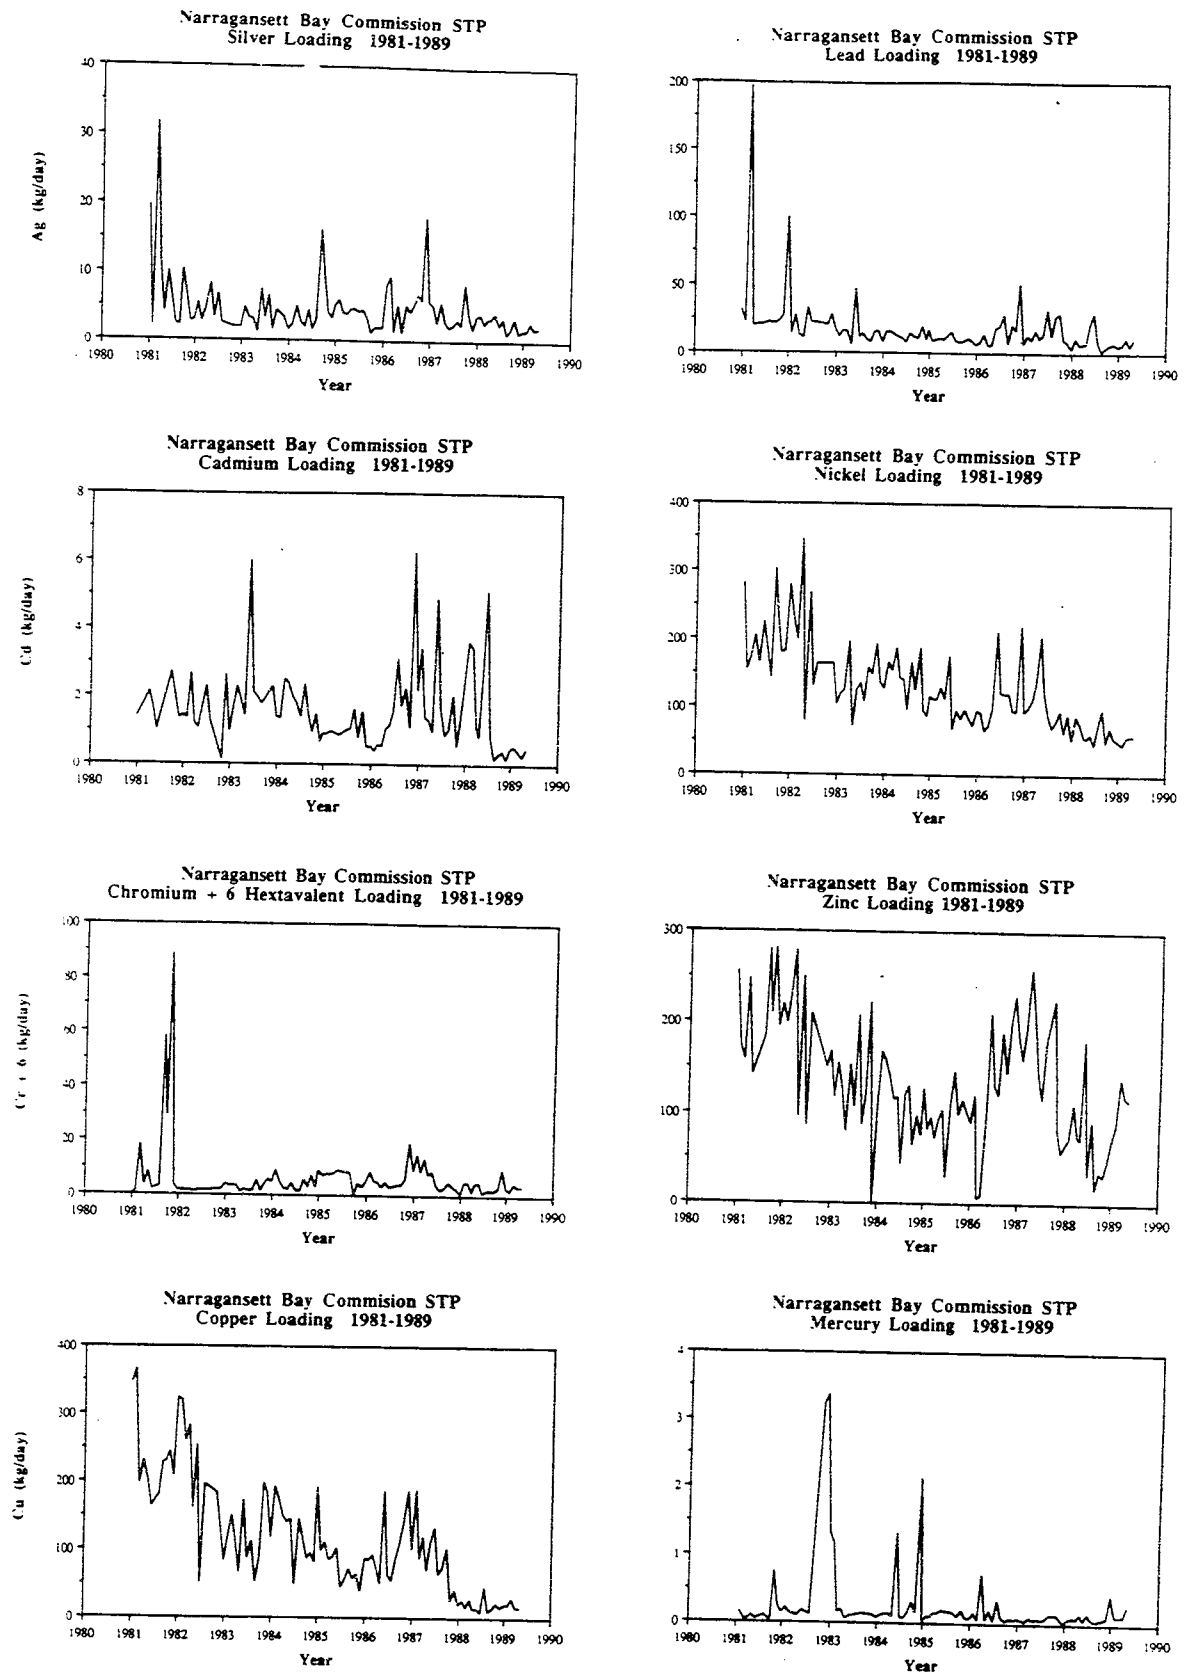 Narragansett Bay Commission STP
Silver Loading 1981-1989
40
30
20
10
0
Ag (kg/day)
1980 1981 1982 1983 1984 1985 1986 1987 1988 1989 1990
Year
Narragansett Bay Commission STP
Lead Loading 1981-1989
200
150
100
50
0
1980 1981 1982 1983 1984 1985 1986 1987 1988 1989 1990
Year
Narragansett Bay Commission STP
Cadmium Loading 1981-1989
8
6
4
2
0
Cd (kg/day)
1980 1981 1982 1983 1984 1985 1986 1987 1988 1989 1990
Year
Narragansett Bay Commission STP
Nickel Loading 1981-1989
400
300
200
100
0
1980 1981 1982 1983 1984 1985 1986 1987 1988 1989 1990
Year
Narragansett Bay Commission STP
Chromium + 6 Hextavalent Loading 1981-1989
100
80
60
40
20
0
Cr + 6 (kg/day)
1980 1981 1982 1983 1984 1985 1986 1987 1988 1989 1990
Year
Narragansett Bay Commission STP
Zinc Loading 1981-1989
300
200
100
0
1980 1981 1982 1983 1984 1985 1986 1987 1988 1989 1990
Year
Narragansett Bay Commision STP
Copper Loading 1981-1989
400
300
200
100
0
Cu (kg/day)
1980 1981 1982 1983 1984 1985 1986 1987 1988 1989 1990
Year
Narragansett Bay Commission STP
Mercury Loading 1981-1989
4
3
2
1
0
1980 1981 1982 1983 1984 1985 1986 1987 1988 1989 1990
Year